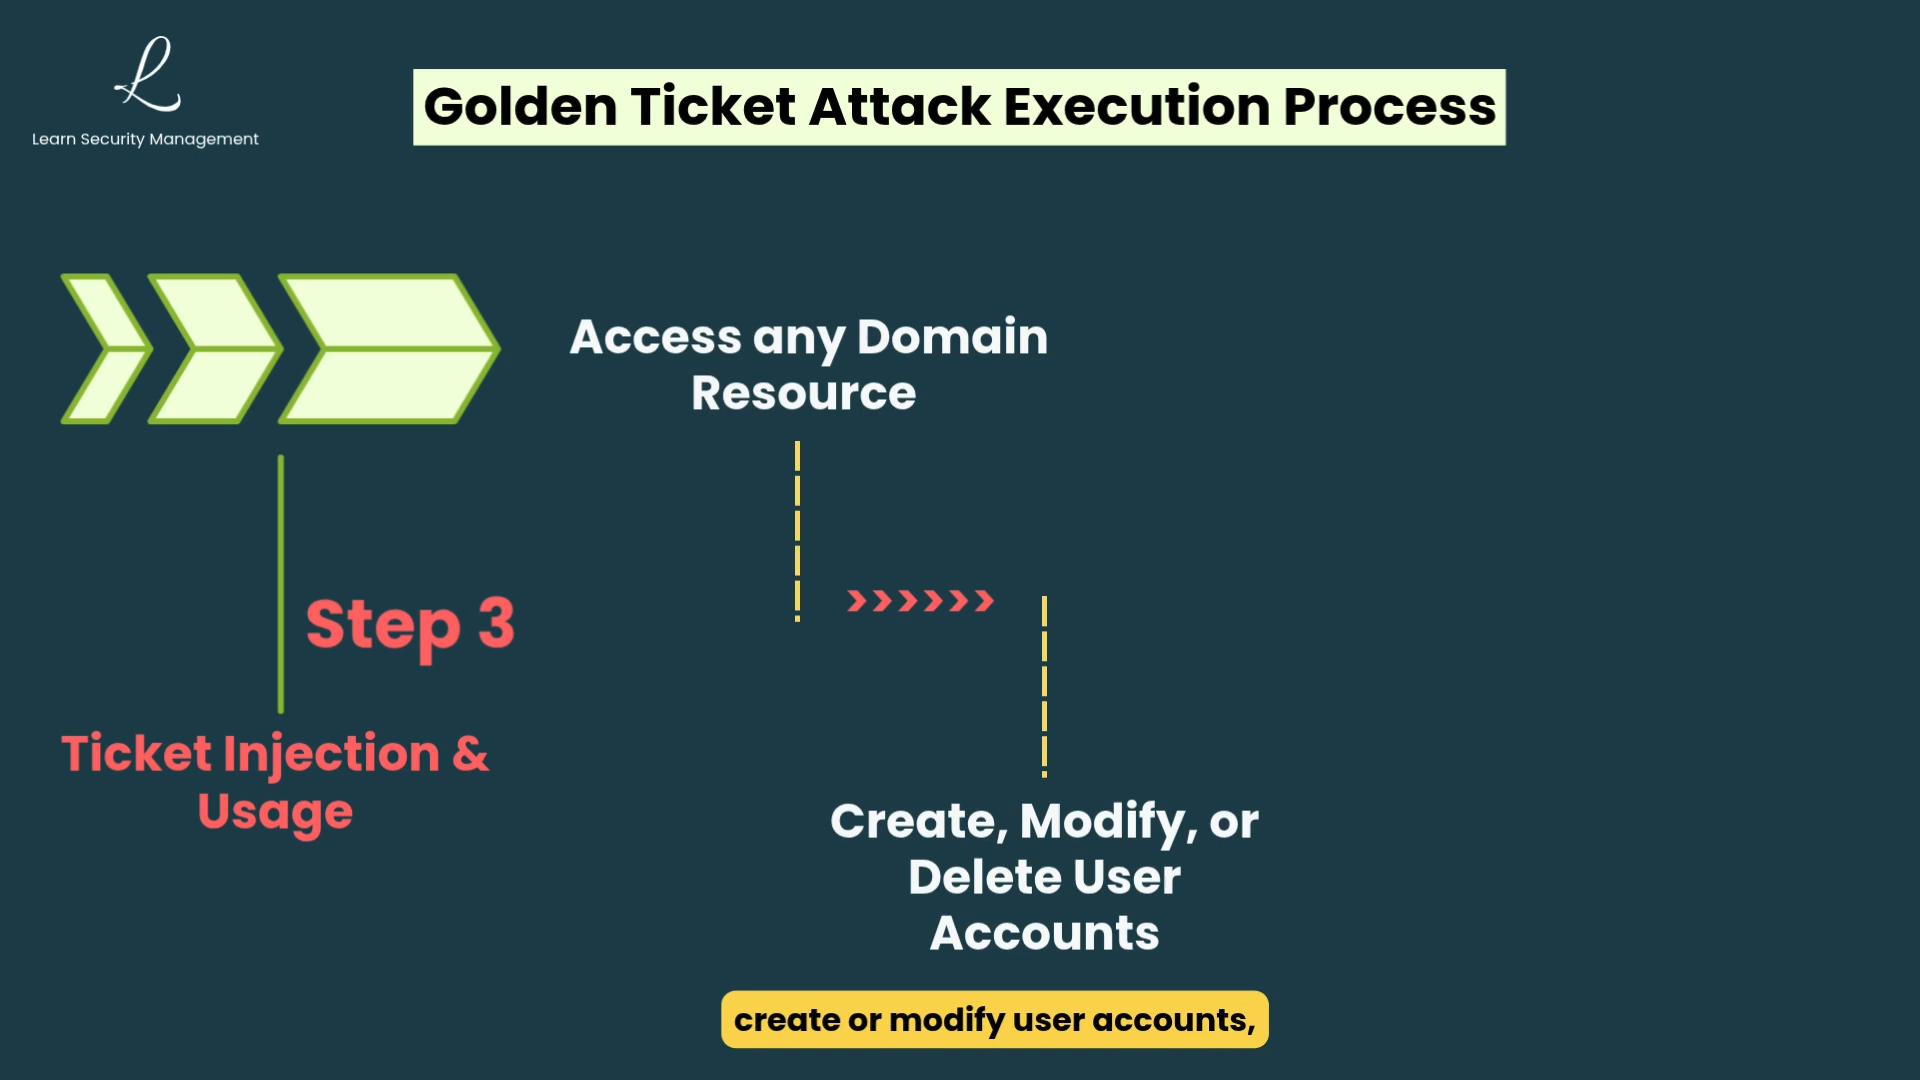 L
Learn Security Management
Golden Ticket Attack Execution Process
Access any Domain
Resource
Step 3
Ticket Injection &
Usage
Create, Modify, or
Delete User
Accounts
create or modify user accounts,